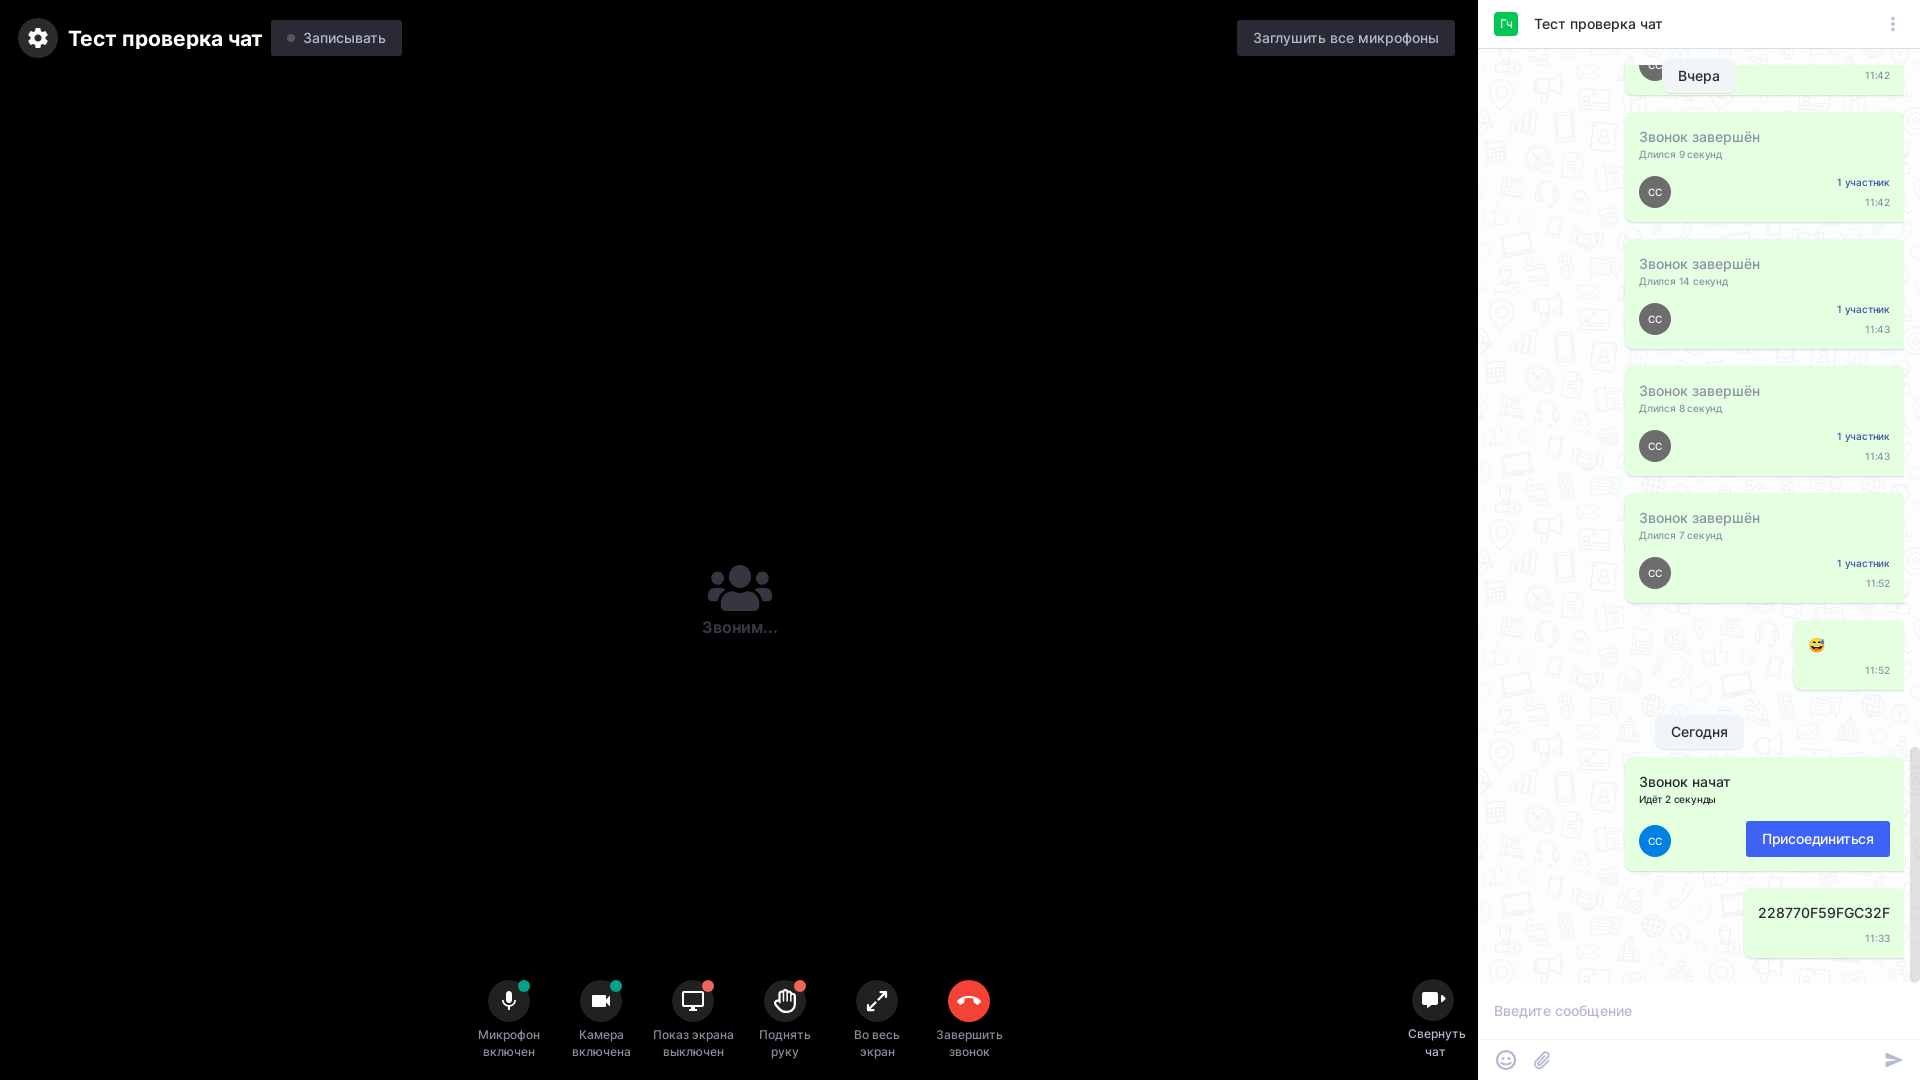 Тест проверка чат
Записывать
Заглушить все микрофоны
Звоним...
Микрофон
включен
Камера
включена
Показ экрана
выключен
Поднять
руку
Во весь
экран
Завершить
звонок
Свернуть
чат
Гч
Тест проверка чат
Вчера
11:42
Звонок завершён
Длился 9 секунд
1 участник
СС
11:42
Звонок завершён
Длился 14 секунд
1 участник
СС
11:43
Звонок завершён
Длился 8 секунд
1 участник
СС
11:43
Звонок завершён
Длился 7 секунд
1 участник
СС
11:52
😅
11:52
Сегодня
Звонок начат
Идёт 2 секунды
СС
Присоединиться
228770F59FGC32F
11:33
Введите сообщение